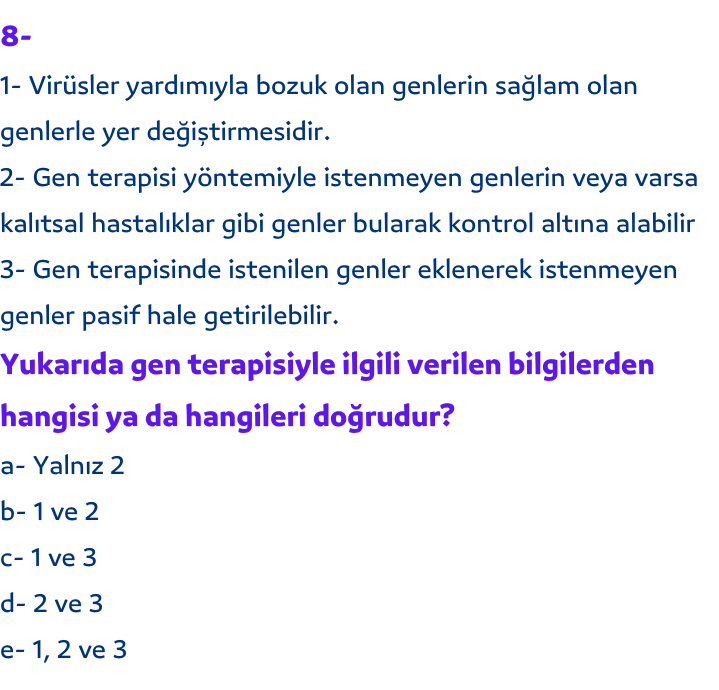 8-
1- Virüsler yardımıyla bozuk olan genlerin sağlam olan
genlerle yer değiştirmesidir.
2- Gen terapisi yöntemiyle istenmeyen genlerin veya varsa
kalıtsal hastalıklar gibi genler bularak kontrol altına alabilir
3- Gen terapisinde istenilen genler eklenerek istenmeyen
genler pasif hale getirilebilir.
Yukarıda gen terapisiyle ilgili verilen bilgilerden
hangisi ya da hangileri doğrudur?
a- Yalnız 2
b- 1 ve 2
c- 1 ve 3
d- 2 ve 3
e- 1, 2 ve 3